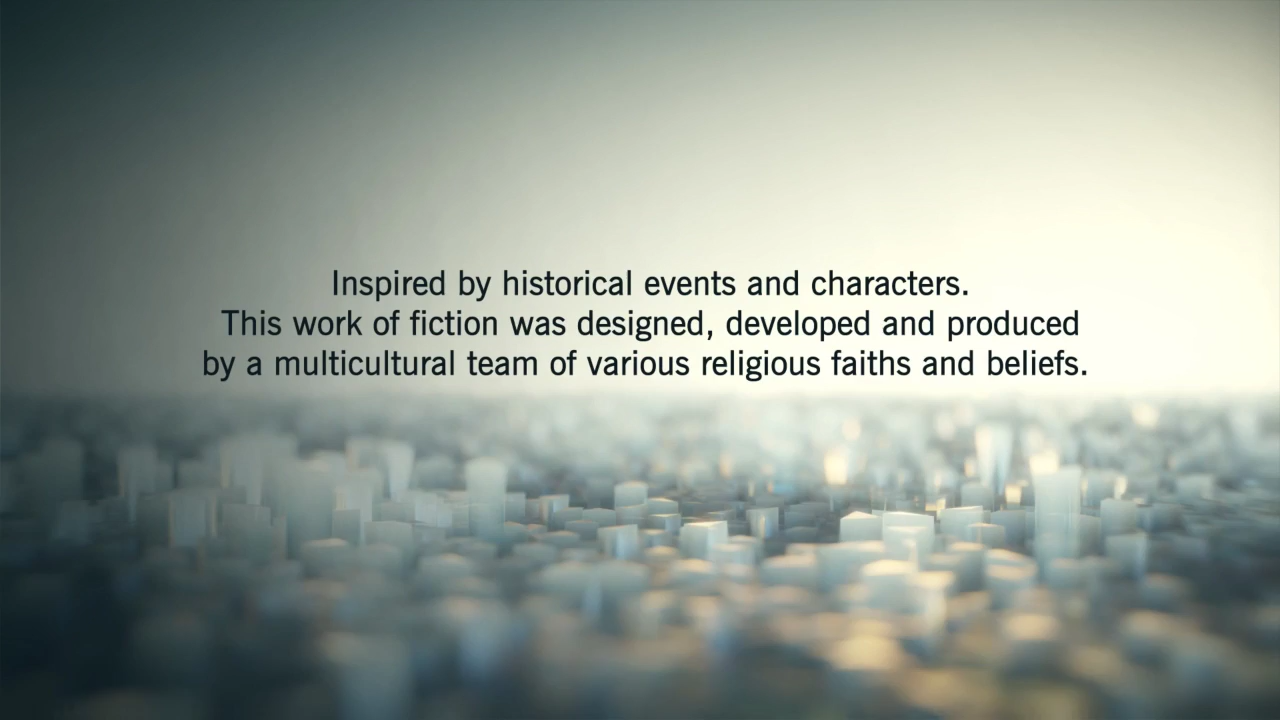 Inspired by historical events and characters.
This work of fiction was designed, developed and produced
by a multicultural team of various religious faiths and beliefs.